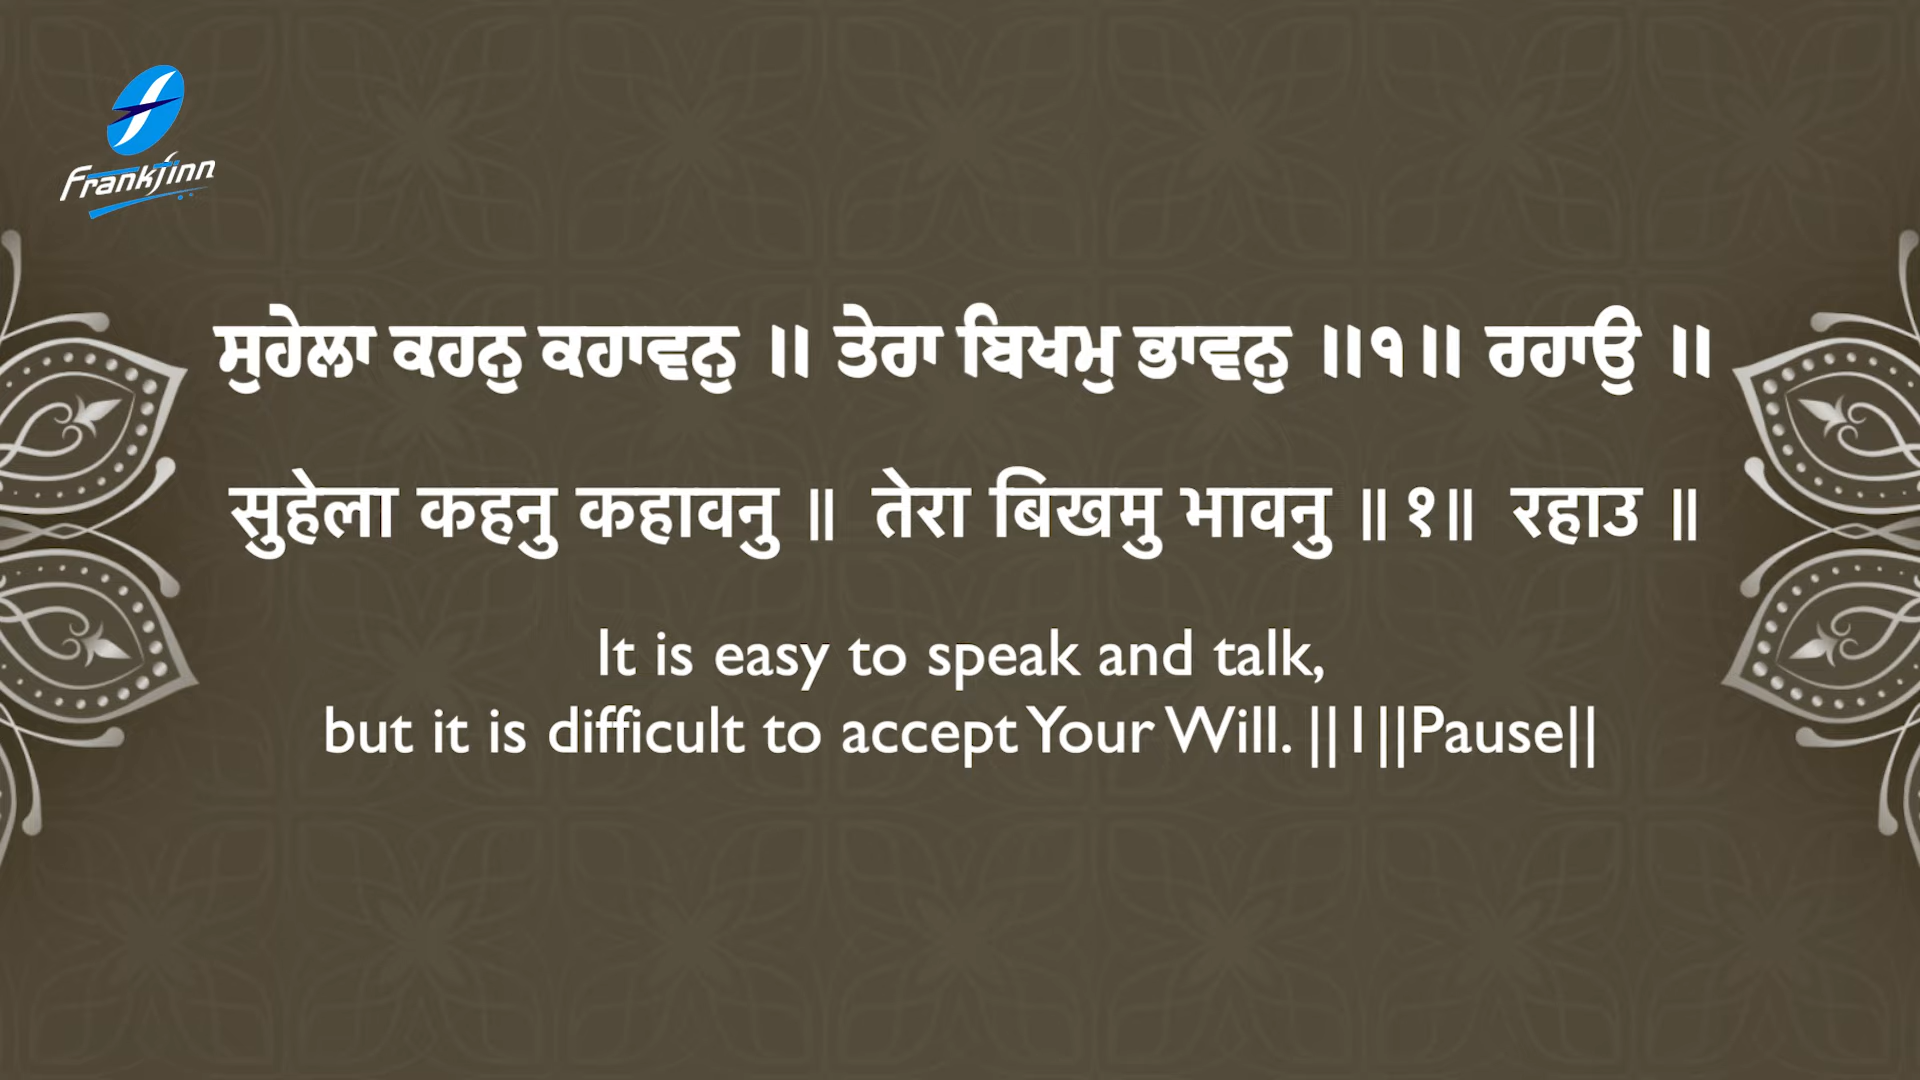 Frankfinn
ਸੁਹੇਲਾ ਕਹਨੁ ਕਹਾਵਨੁ ॥ ਤੇਰਾ ਬਿਖਮੁ ਭਾਵਨੁ ॥੧॥ ਰਹਾਉ ॥
सुहेला कहनु कहावनु ॥ तेरा बिखमु भावनु ॥१॥ रहाउ ॥
It is easy to speak and talk,
but it is difficult to accept Your Will. ||1||Pause||